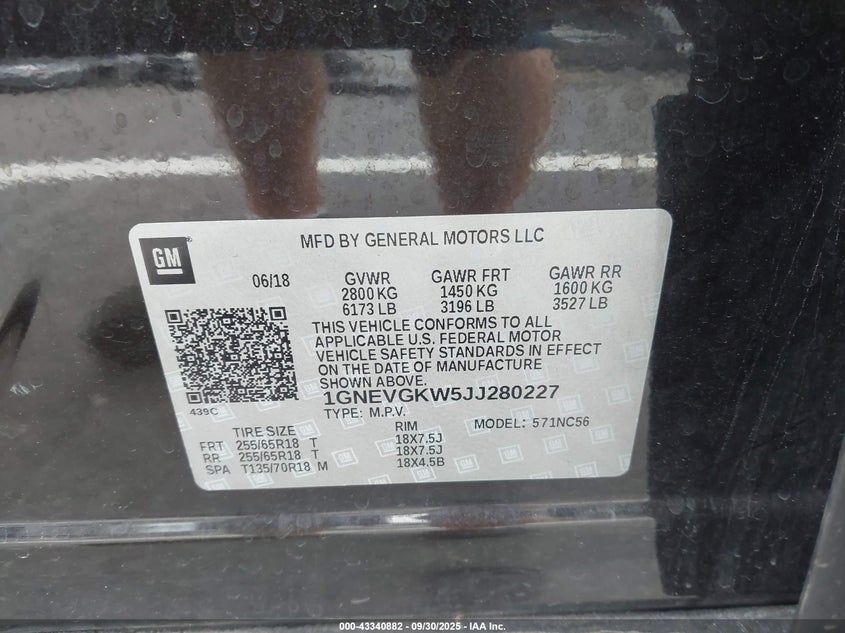 GM
MFD BY GENERAL MOTORS LLC
06/18 GVWR GAWR FRT GAWR RR
2800 KG 1450 KG 1600 KG
6173 LB 3196 LB 3527 LB
THIS VEHICLE CONFORMS TO ALL
APPLICABLE U.S. FEDERAL MOTOR
VEHICLE SAFETY STANDARDS IN EFFECT
ON THE DATE OF MANUFACTURE
SHOWN ABOVE.
439C
1GNEVGKW5JJ280227
TYPE: M.P.V. MODEL: 571NC56
TIRE SIZE RIM
FRT 255/65R18 T 18X7.5J
RR 255/65R18 T 18X7.5J
SPA T135/70R18 M 18X4.5B
000-43340882 - 09/30/2025 - IAA Inc.